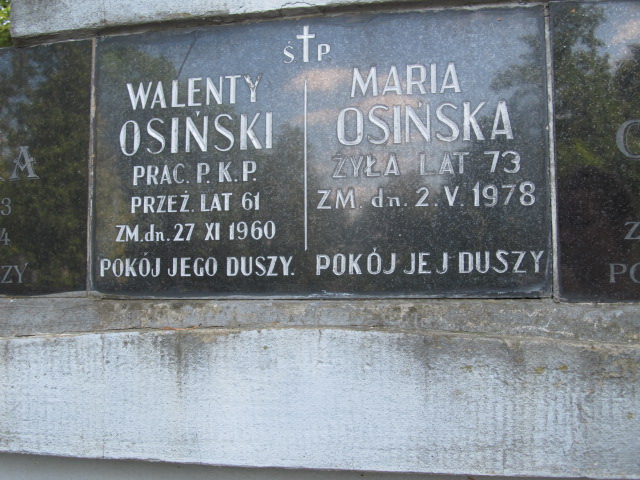 Ś P
WALENTY
OSIŃSKI
PRAC. P. K. P.
PRZEŻ. LAT 61
ZM. dn. 27 XI 1960
POKÓJ JEGO DUSZY.
MARIA
OSIŃSKA
ŻYŁA LAT 73
ZM. dn. 2. V. 1978
POKÓJ JEJ DUSZY